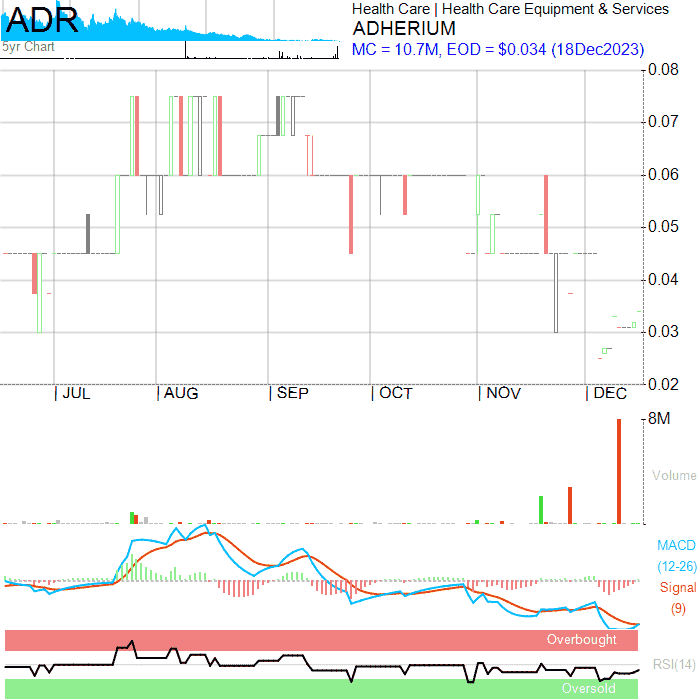 ADR
5yr Chart
Health Care | Health Care Equipment & Services
ADHERIUM
MC = 10.7M, EOD = $0.034 (18Dec2023)
0.08
0.07
0.06
0.05
0.04
0.03
0.02
JUL AUG SEP OCT NOV DEC
8M
Volume
MACD
(12-26)
Signal
(9)
Overbought
RSI(14)
Oversold